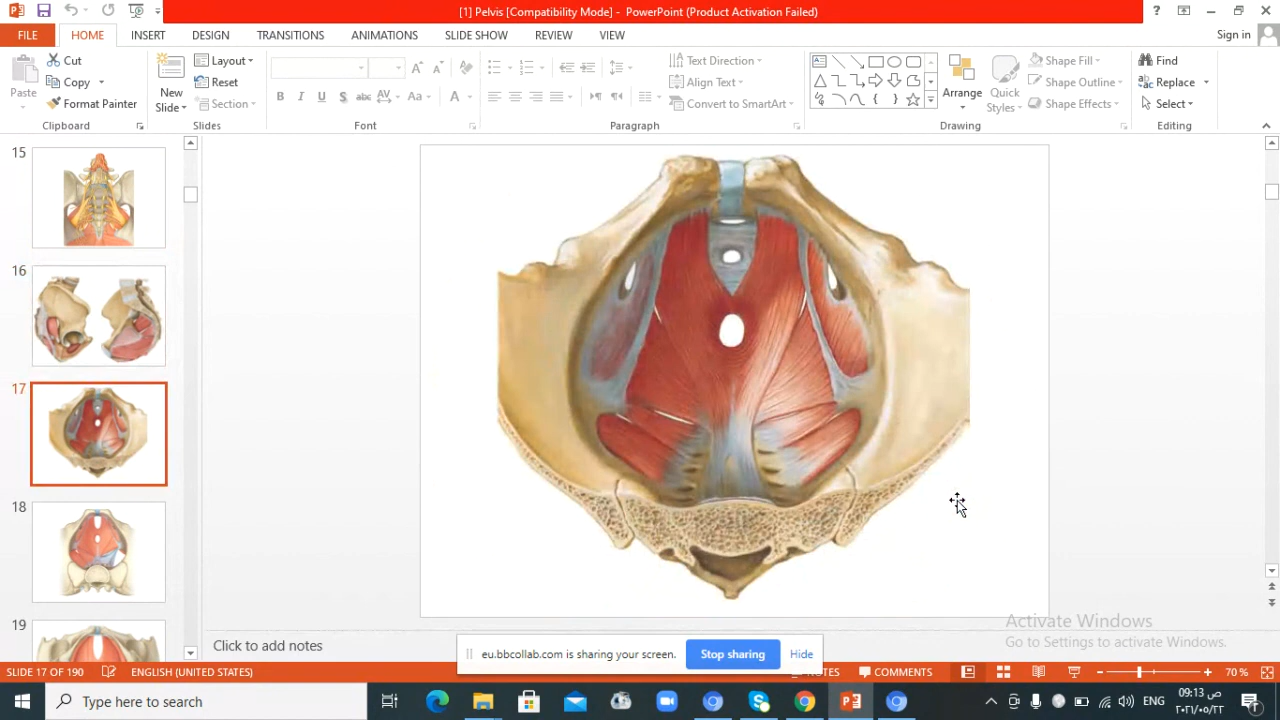 [1] Pelvis [Compatibility Mode] - PowerPoint (Product Activation Failed)
?
FILE
HOME
INSERT
DESIGN
TRANSITIONS
ANIMATIONS
SLIDE SHOW
REVIEW
VIEW
Sign in
Paste
Cut
Copy
Format Painter
Clipboard
New
Slide
Layout
Reset
Section
Slides
B I U S abc AV Aa A
Font
Text Direction
Align Text
Convert to SmartArt
Paragraph
Arrange
Quick
Styles
Shape Fill
Shape Outline
Shape Effects
Drawing
Find
Replace
Select
Editing
15
16
17
18
19
Activate Windows
Go to Settings to activate Windows.
Click to add notes
eu.bbcollab.com is sharing your screen.
Stop sharing
Hide
SLIDE 17 OF 190
ENGLISH (UNITED STATES)
NOTES
COMMENTS
70 %
Type here to search
ENG
09:13 ص